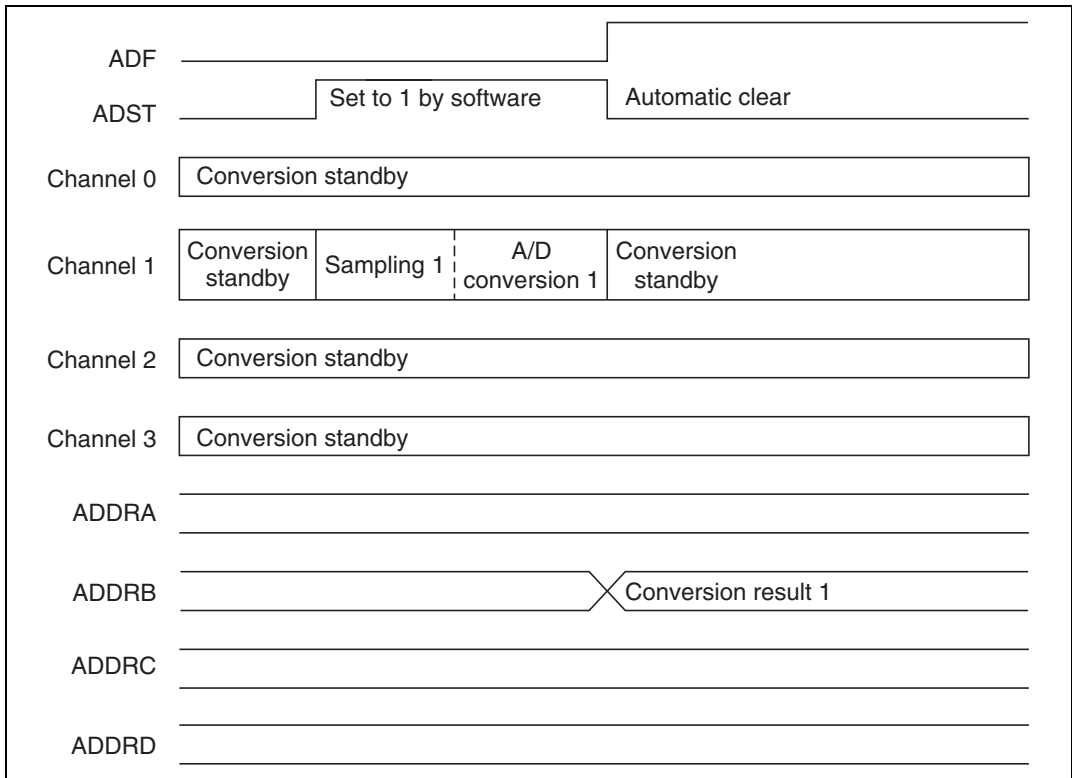 ADF
ADST
Set to 1 by software
Automatic clear
Channel 0
Conversion standby
Channel 1
Conversion
standby
Sampling 1
A/D
conversion 1
Conversion
standby
Channel 2
Conversion standby
Channel 3
Conversion standby
ADDRA
ADDRB
Conversion result 1
ADDRC
ADDRD